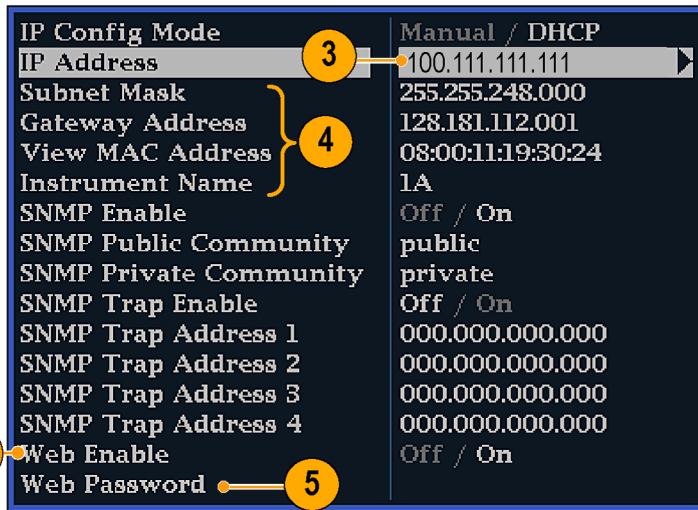 IP Config Mode Manual / DHCP
IP Address 3 100.111.111.111
Subnet Mask 255.255.248.000
Gateway Address 128.181.112.001
4
View MAC Address 08:00:11:19:30:24
Instrument Name 1A
SNMP Enable Off / On
SNMP Public Community public
SNMP Private Community private
SNMP Trap Enable Off / On
SNMP Trap Address 1 000.000.000.000
SNMP Trap Address 2 000.000.000.000
SNMP Trap Address 3 000.000.000.000
SNMP Trap Address 4 000.000.000.000
Web Enable Off / On
Web Password 5